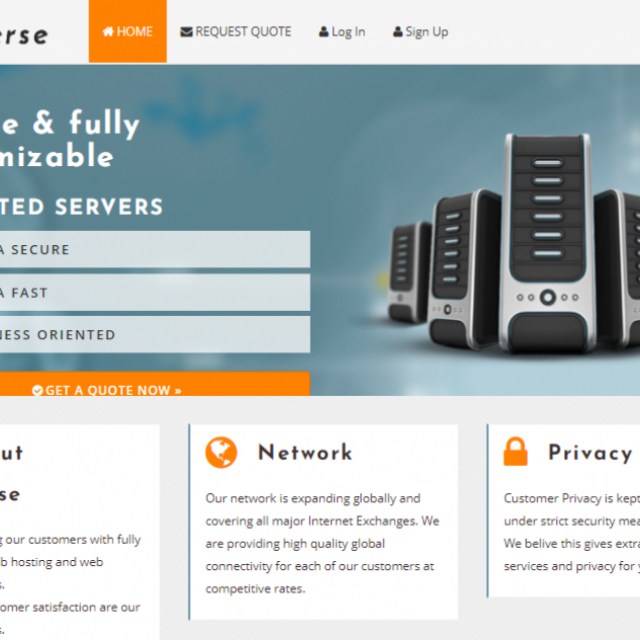 erse
HOME
REQUEST QUOTE
Log In
Sign Up
e & fully
mizable
TED SERVERS
A SECURE
A FAST
NESS ORIENTED
GET A QUOTE NOW »
ut
se
g our customers with fully
b hosting and web
s.
omer satisfaction are our
s.
Network
Our network is expanding globally and
covering all major Internet Exchanges. We
are providing high quality global
connectivity for each of our customers at
competitive rates.
Privacy
Customer Privacy is kept
under strict security mea
We belive this gives extra
services and privacy for y